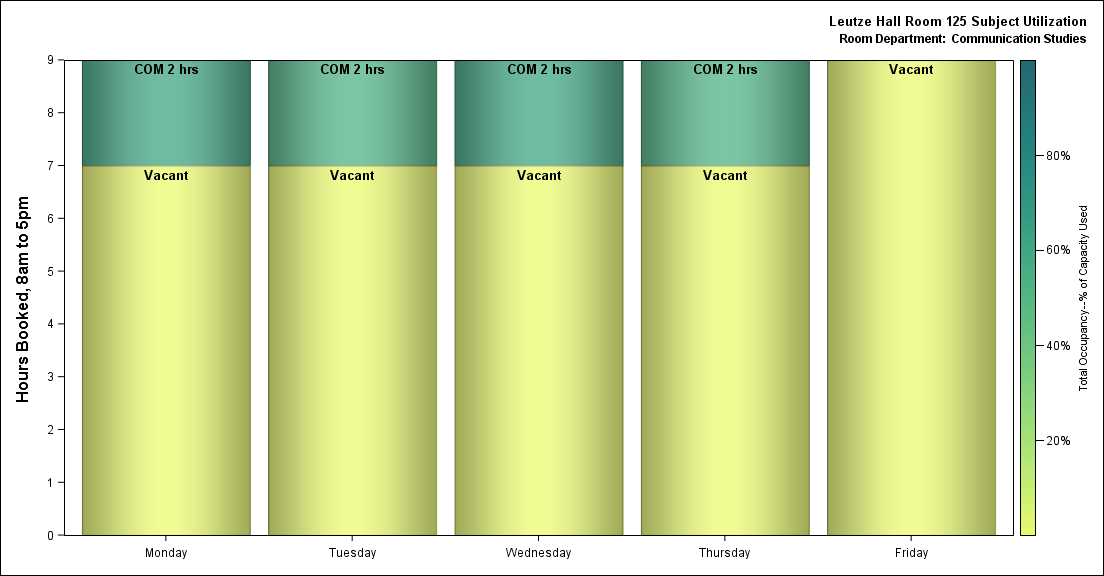 Leutze Hall Room 125 Subject Utilization
Room Department: Communication Studies
Hours Booked, 8am to 5pm
9
8
7
6
5
4
3
2
1
0
COM 2 hrs
COM 2 hrs
COM 2 hrs
COM 2 hrs
Vacant
Vacant
Vacant
Vacant
Vacant
Monday
Tuesday
Wednesday
Thursday
Friday
80%
60%
40%
20%
Total Occupancy--% of Capacity Used